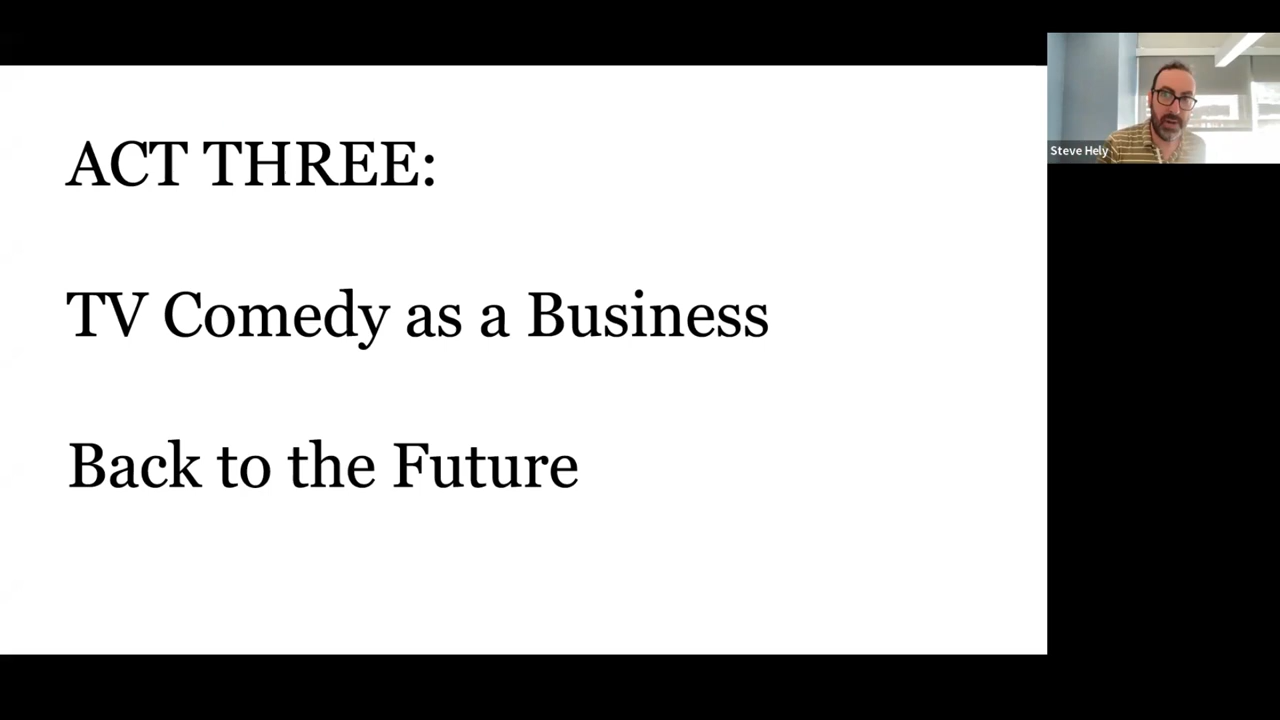 ACT THREE:
TV Comedy as a Business
Back to the Future
Steve Hely